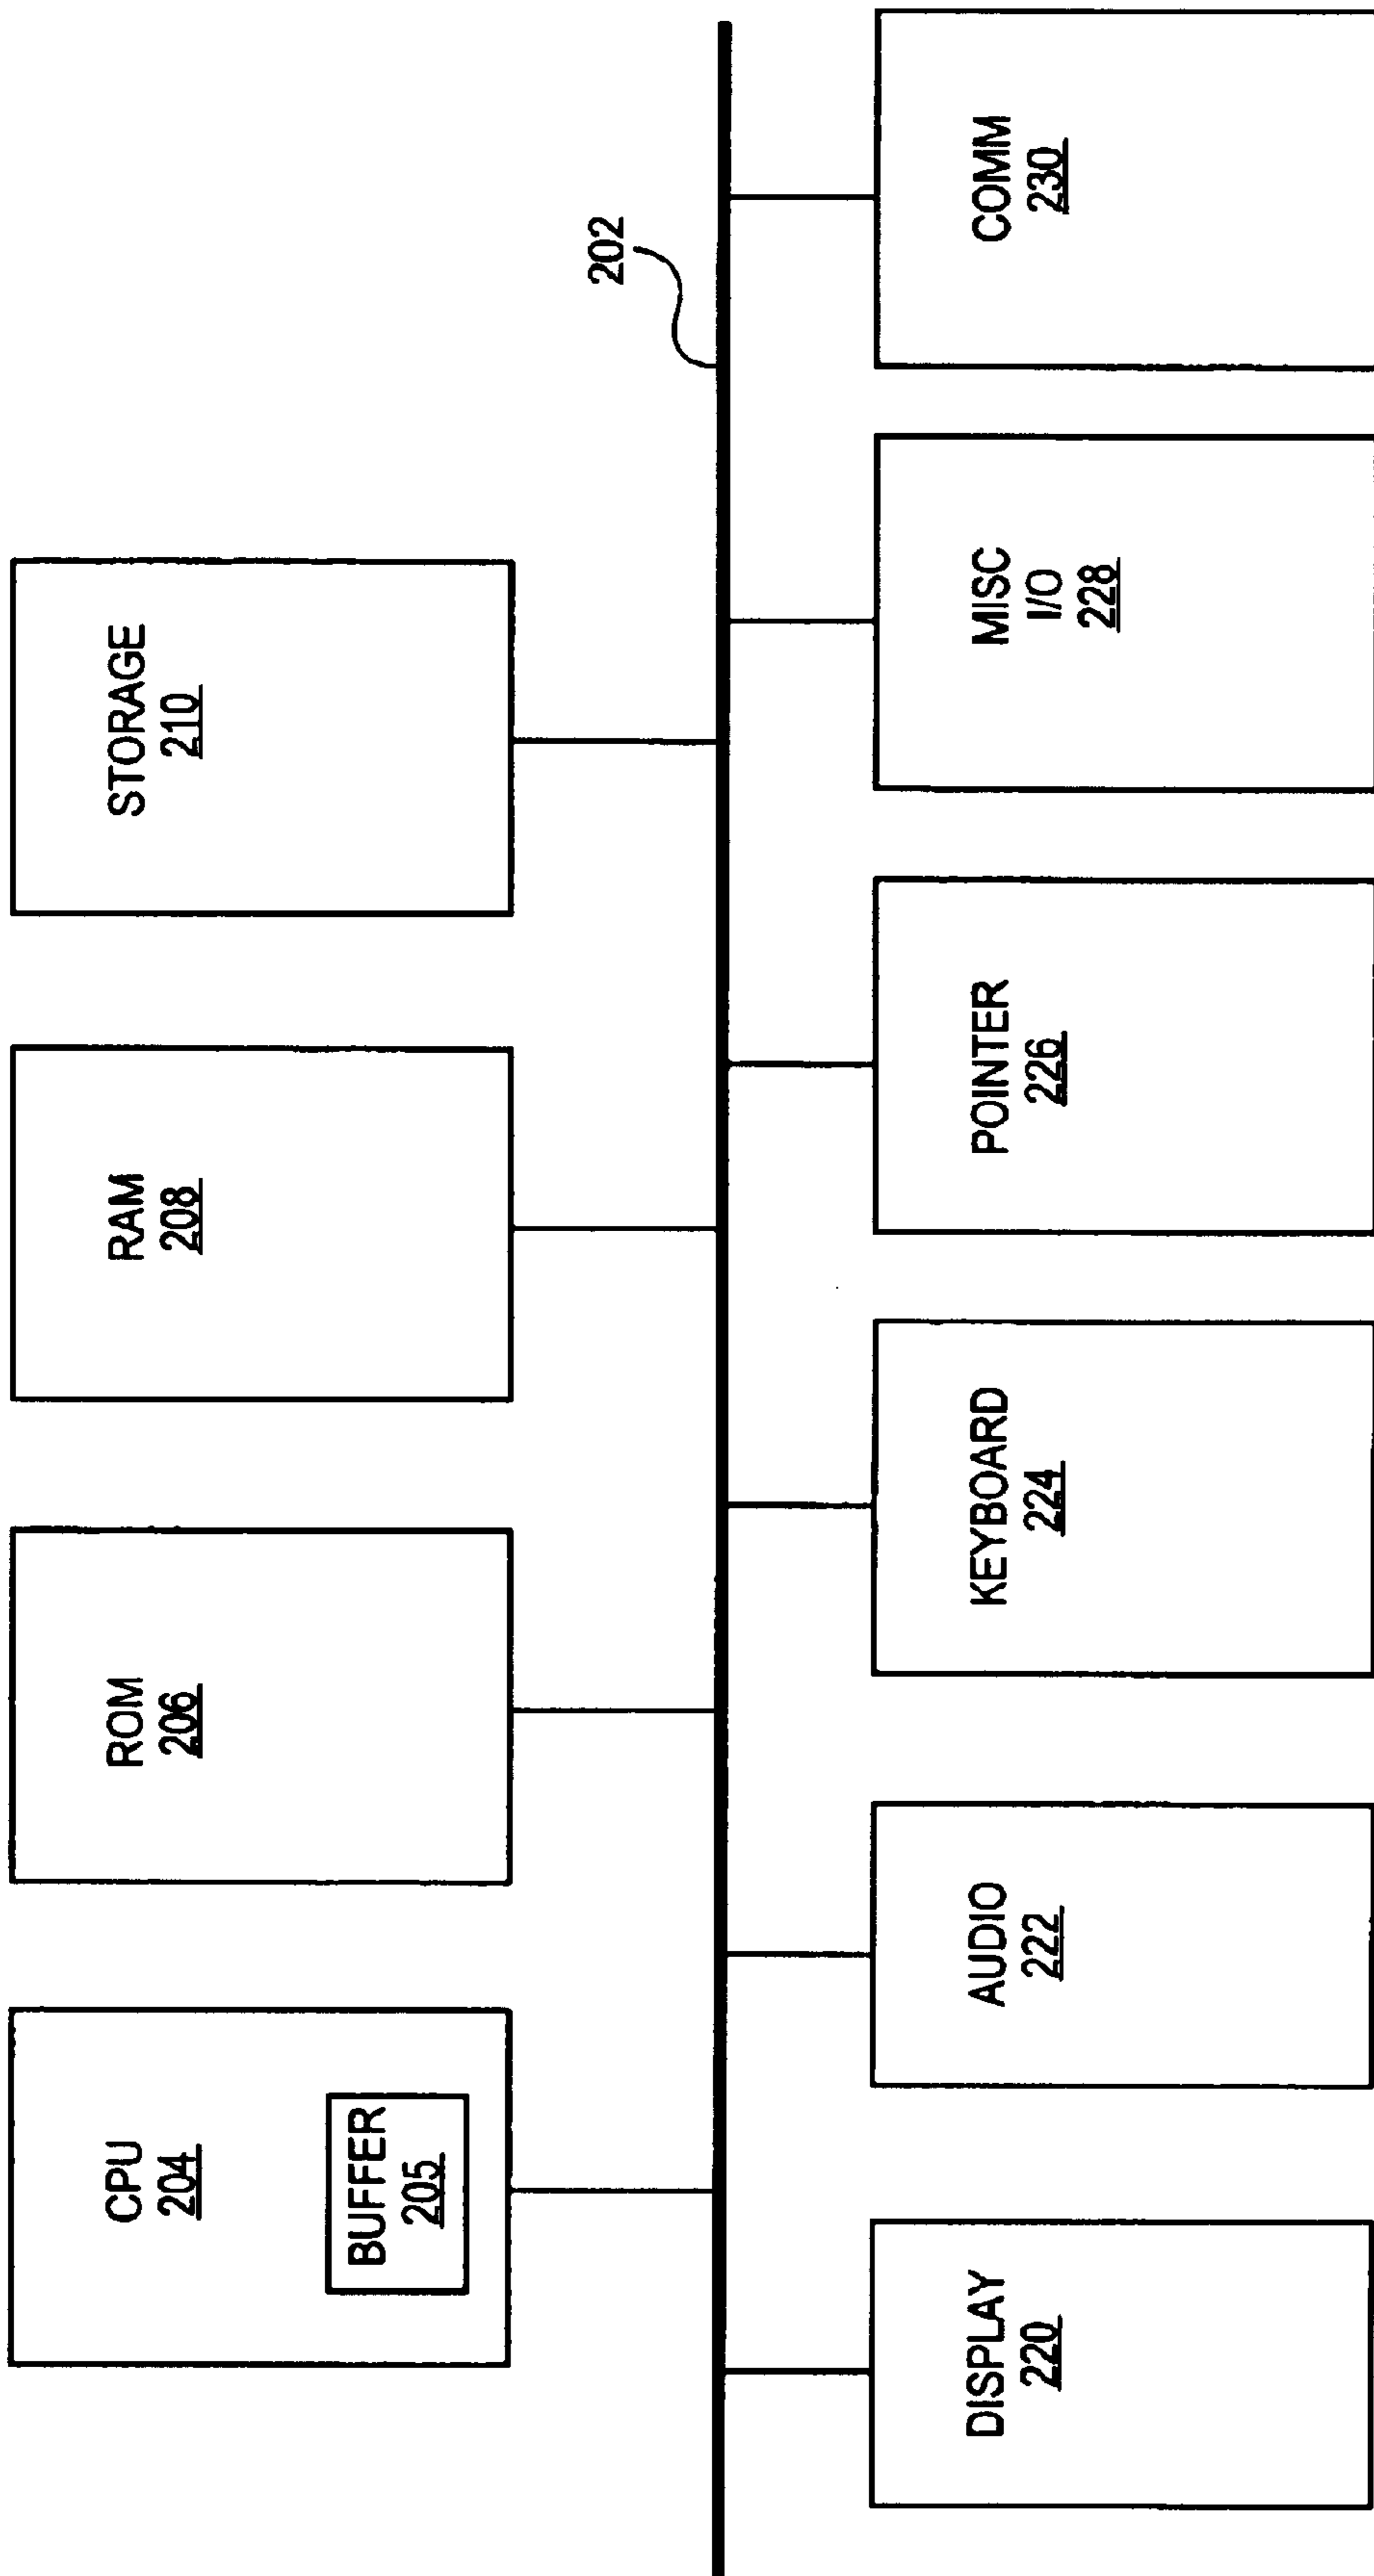 CPU
204
BUFFER
205
ROM
206
RAM
208
STORAGE
210
202
DISPLAY
220
AUDIO
222
KEYBOARD
224
POINTER
226
MISC
I/O
228
COMM
230